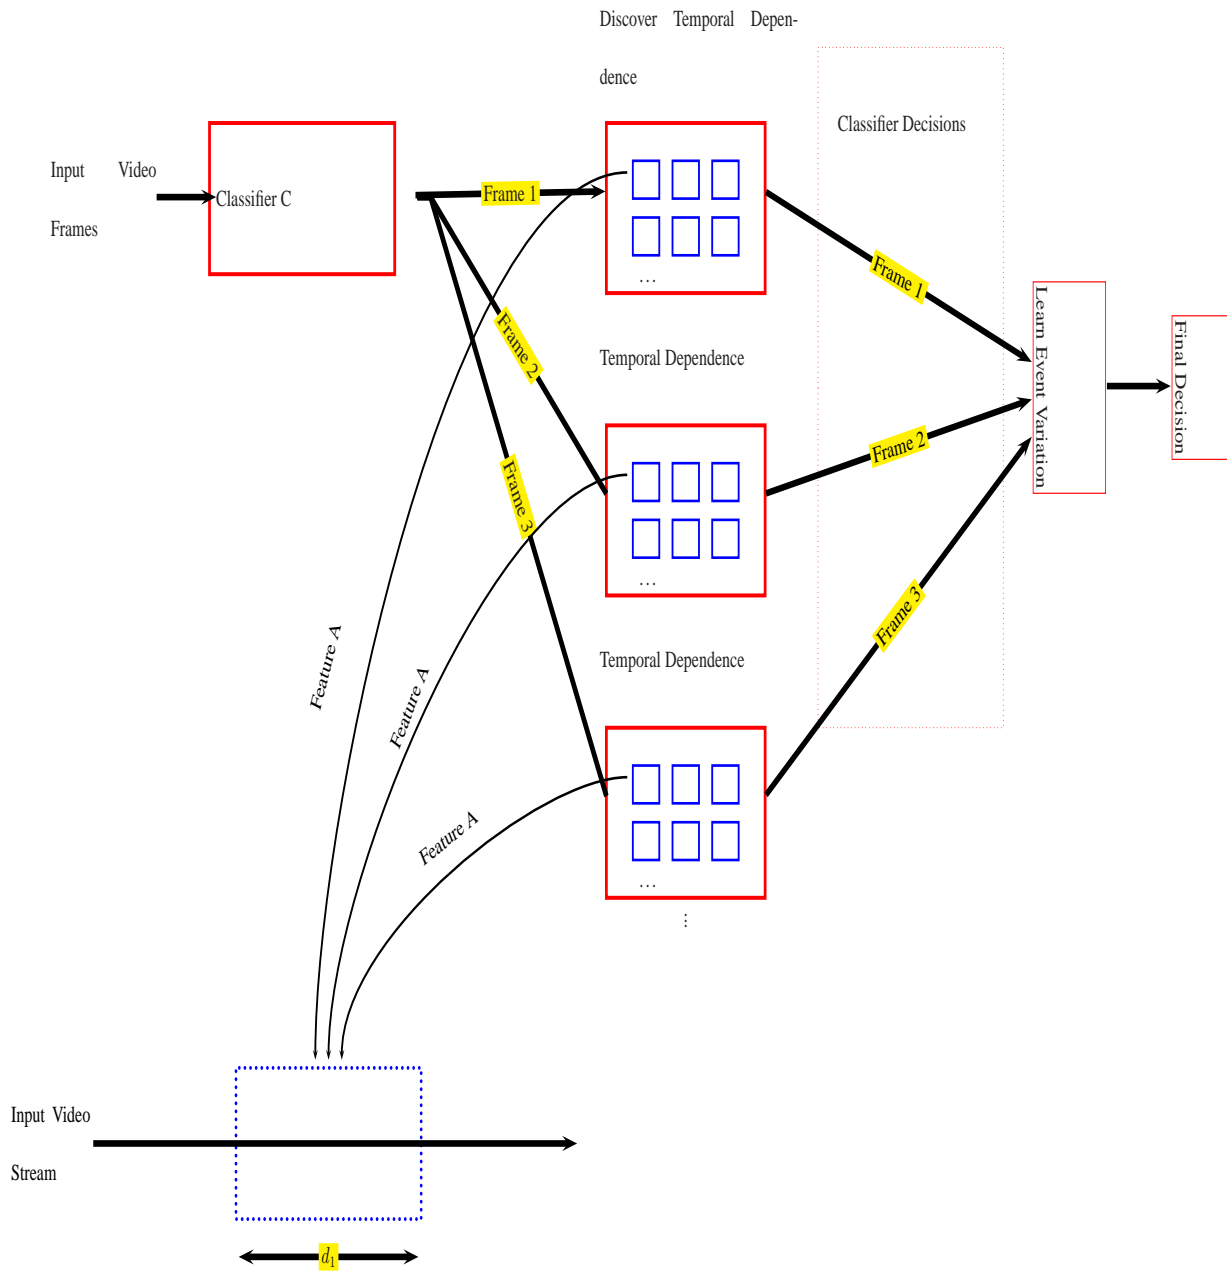 Discover Temporal Depen-
dence
Classifier Decisions
Input Video
Frames
Classifier C
Frame 1
Frame 1
Learn Event Variation
Final Decision
Frame 2
Temporal Dependence
Frame 2
Frame 3
Frame 3
Feature A
Feature A
Feature A
...
Temporal Dependence
...
...
⋮
Input Video
Stream
d1